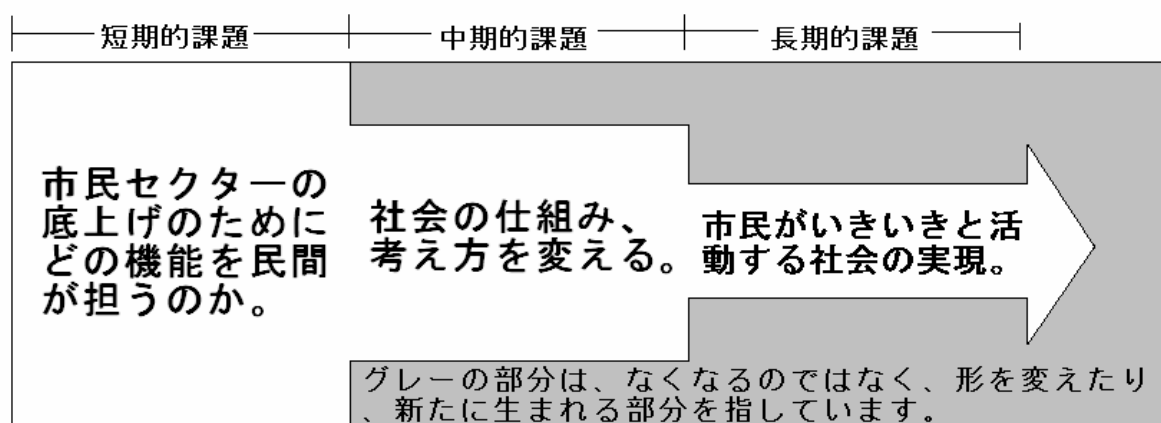 短期的課題
中期的課題
長期的課題
市民セクターの
底上げのために
どの機能を民間
が担うのか。
社会の仕組み、
考え方を変える。
市民がいきいきと活
動する社会の実現。
グレーの部分は、なくなるのではなく、形を変えたり
、新たに生まれる部分を指しています。